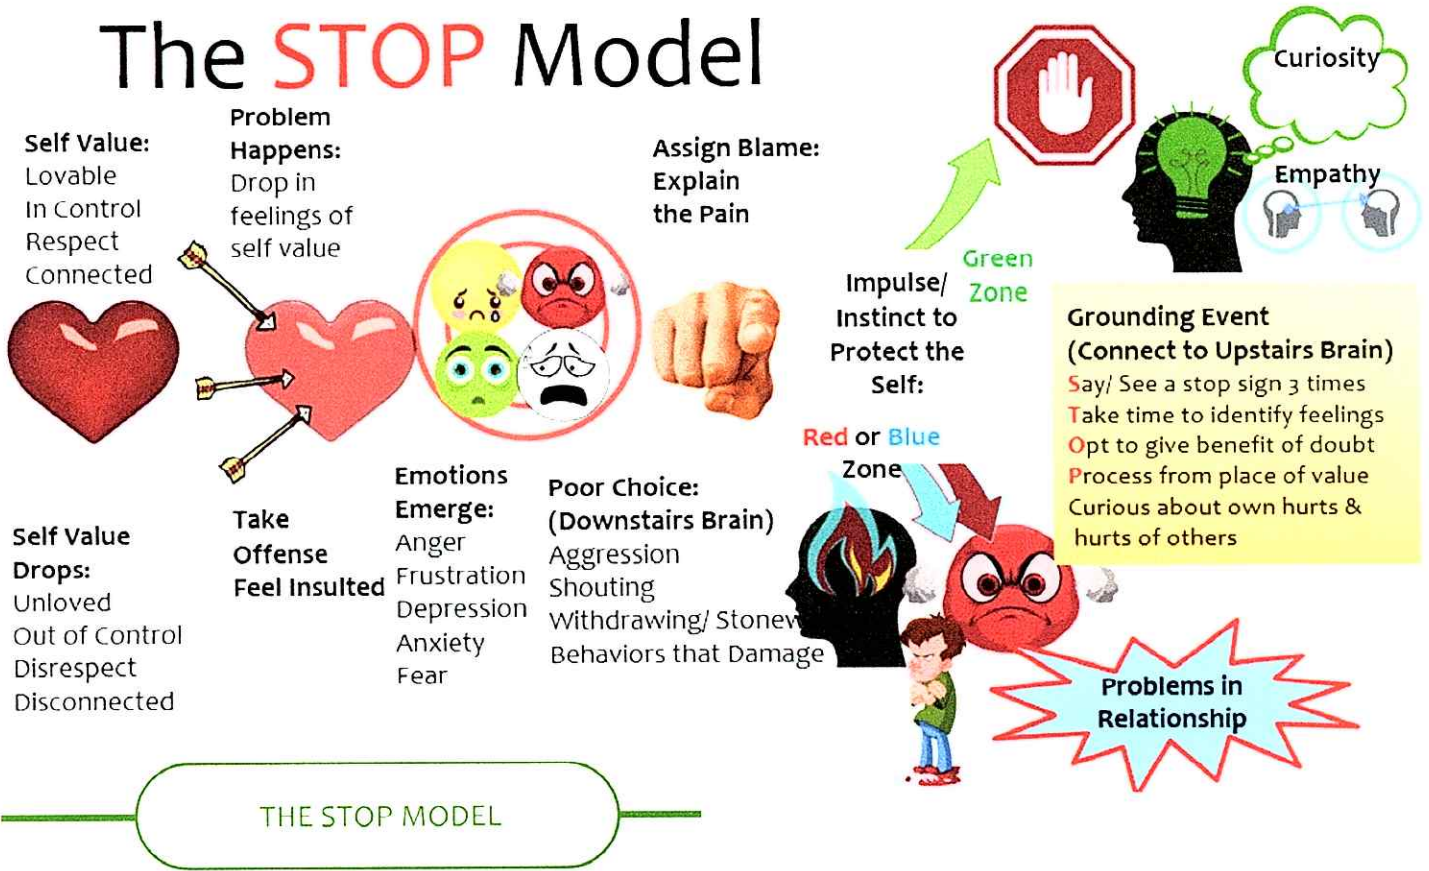 The STOP Model
Self Value:
Lovable
In Control
Respect
Connected
Problem
Happens:
Drop in
feelings of
self value
Assign Blame:
Explain
the Pain
Curiosity
Empathy
Green
Zone
Impulse/
Instinct to
Protect the
Self:
Red or Blue
Zone
Grounding Event
(Connect to Upstairs Brain)
Say/ See a stop sign 3 times
Take time to identify feelings
Opt to give benefit of doubt
Process from place of value
Curious about own hurts &
hurts of others
Self Value
Drops:
Unloved
Out of Control
Disrespect
Disconnected
Take
Offense
Feel Insulted
Emotions
Emerge:
Anger
Frustration
Depression
Anxiety
Fear
Poor Choice:
(Downstairs Brain)
Aggression
Shouting
Withdrawing/
Behaviors that Damage
Problems in
Relationship
THE STOP MODEL